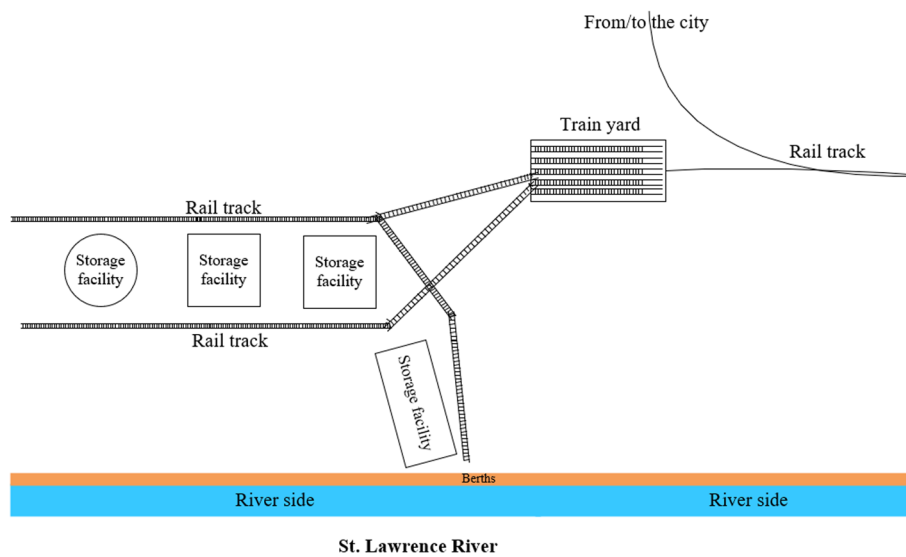 From/to the city
Train yard
Rail track
Rail track
Storage
facility
Storage
facility
Storage
facility
Rail track
Storage facility
Berths
River side
River side
St. Lawrence River